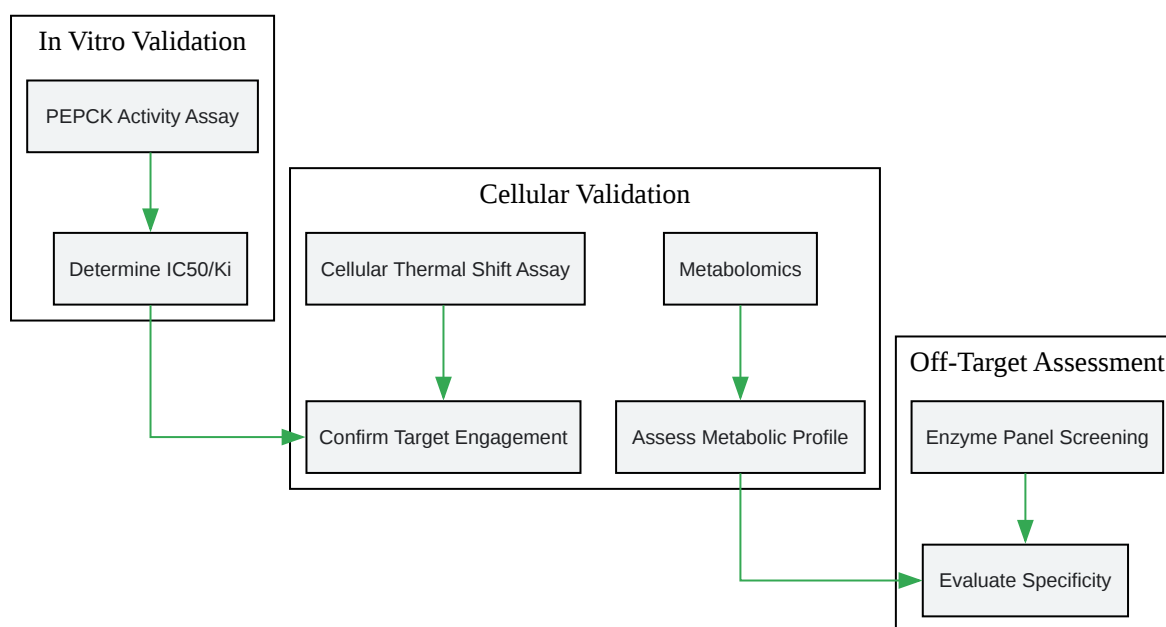 In Vitro Validation
PEPCK Activity Assay
Determine IC50/Ki
Cellular Validation
Cellular Thermal Shift Assay
Metabolomics
Confirm Target Engagement
Assess Metabolic Profile
Off-Target Assessment
Enzyme Panel Screening
Evaluate Specificity